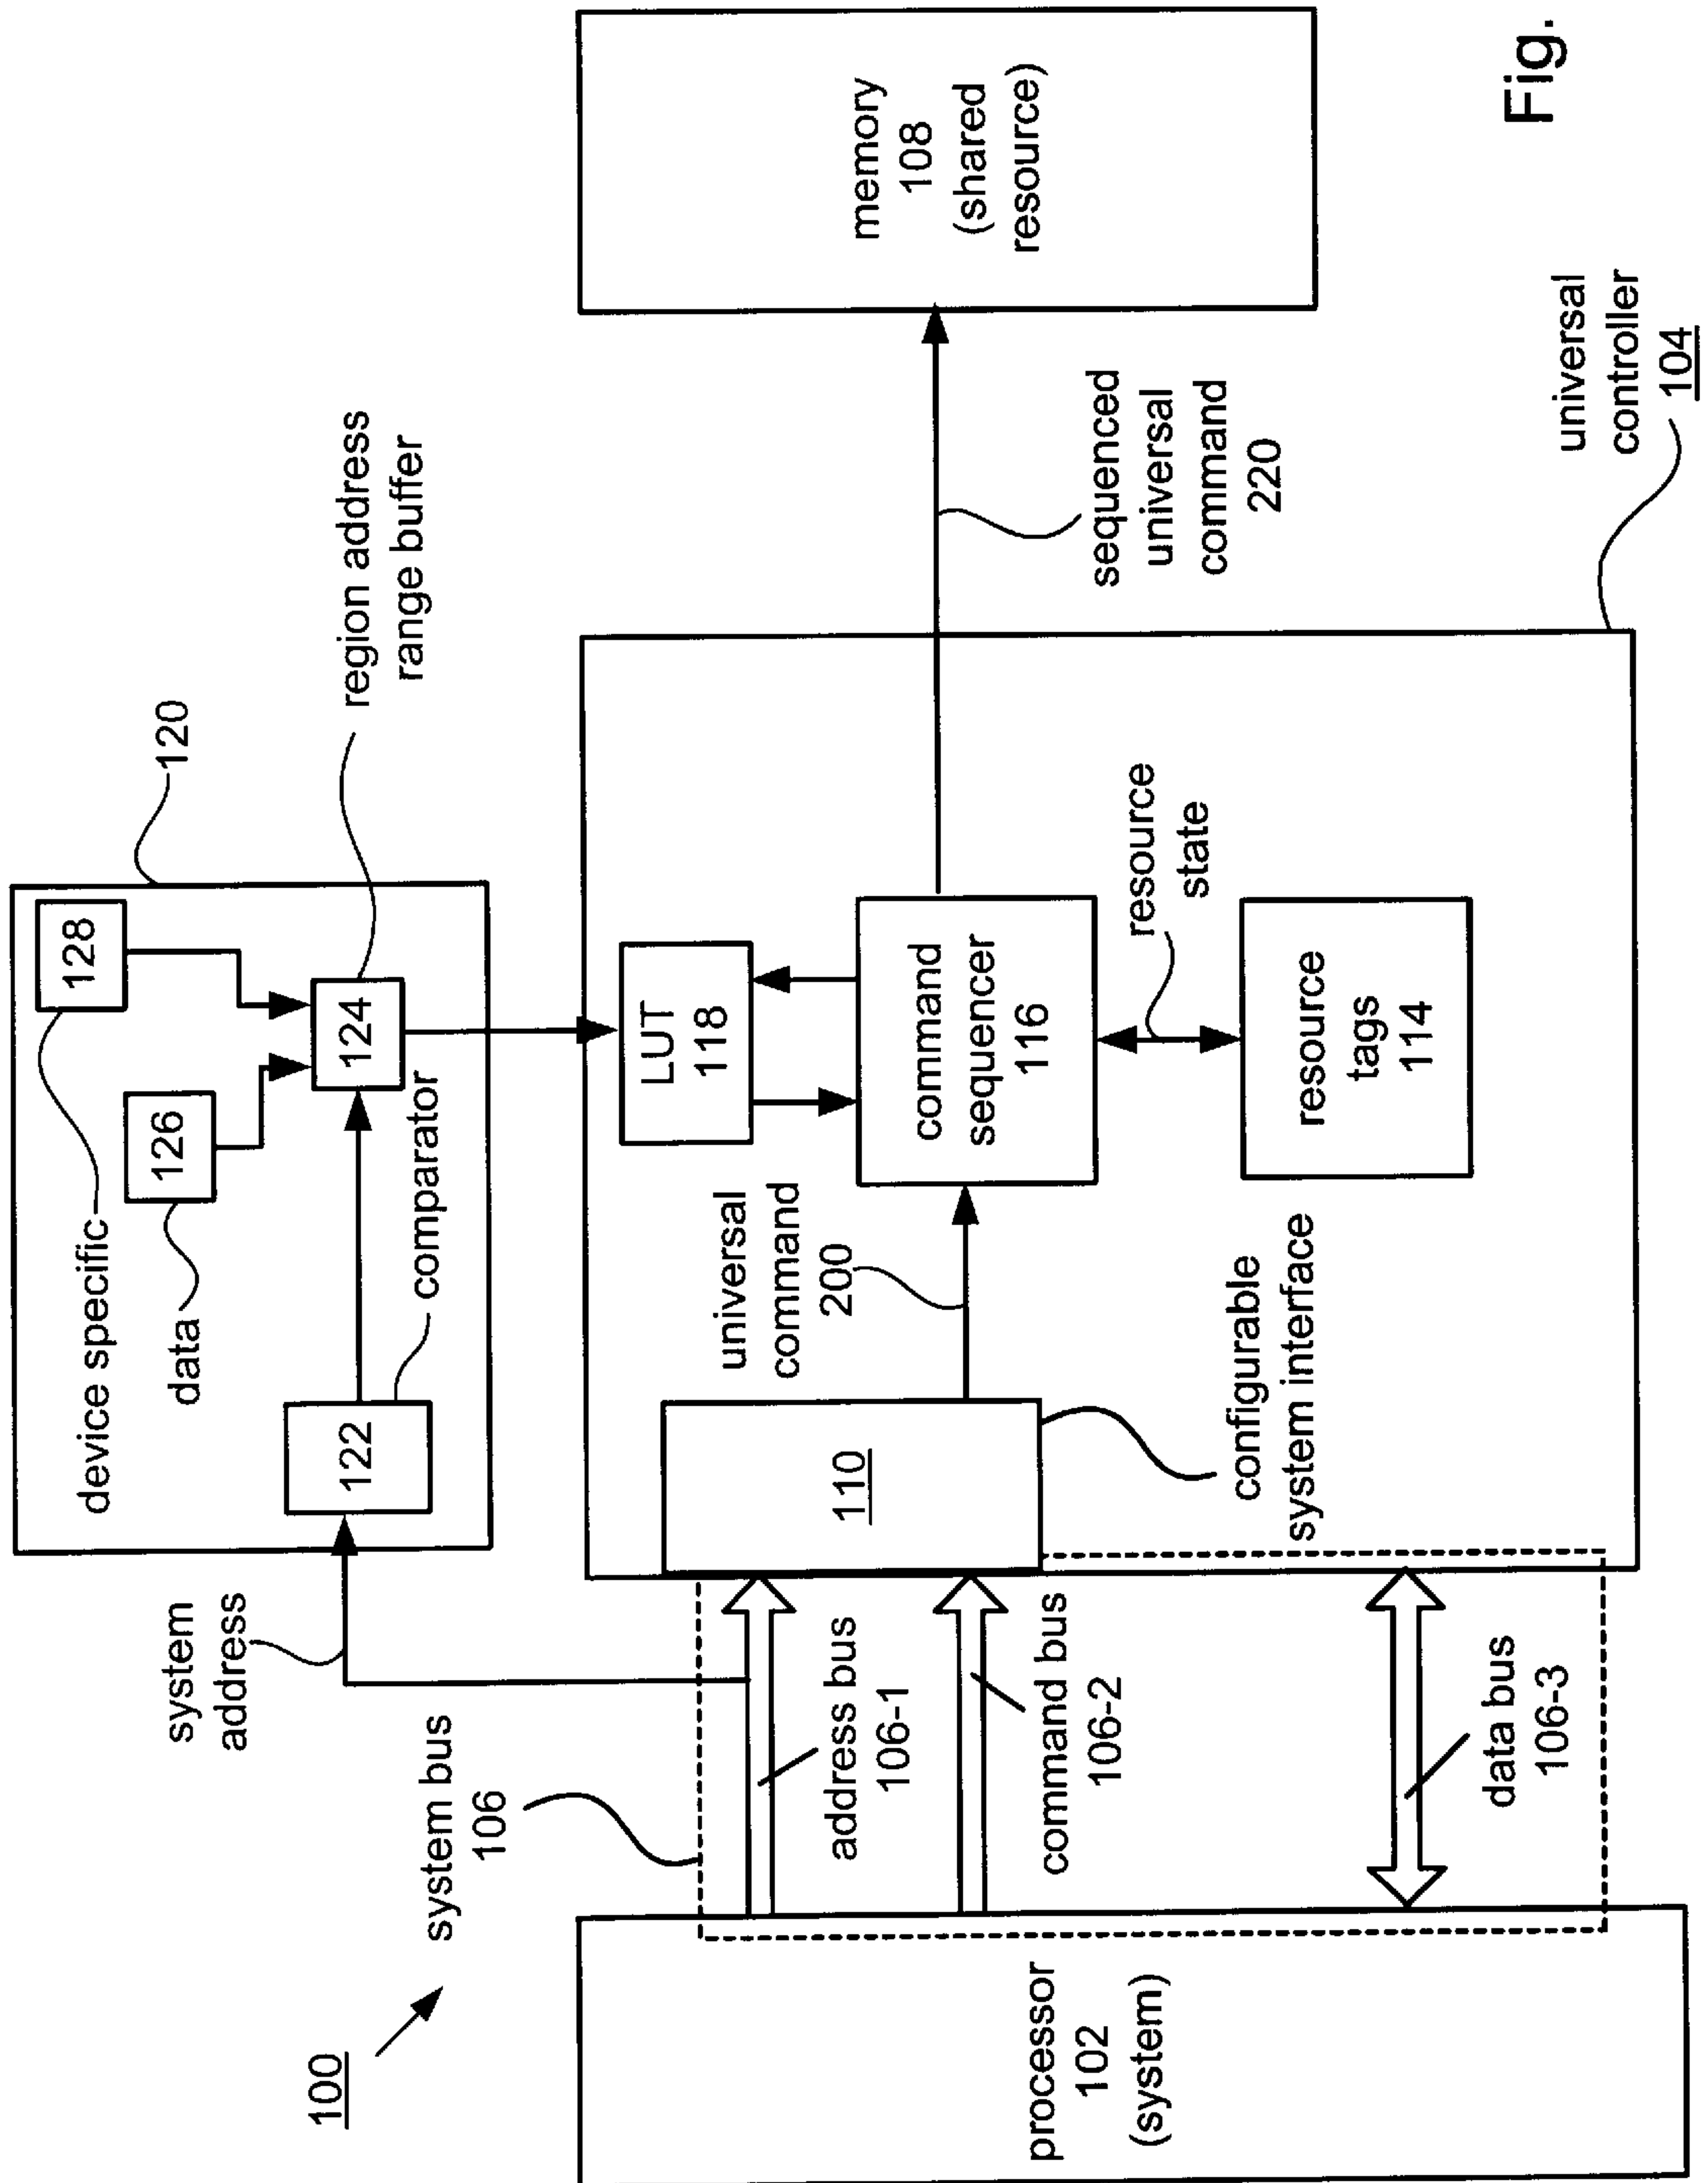 100
system bus
106
system
address
device specific
data
128
126
124
122
comparator
120
region address
range buffer
processor
102
(system)
address bus
106-1
command bus
106-2
data bus
106-3
110
configurable
system interface
universal
command
200
LUT
118
command
sequencer
116
resource
state
resource
tags
114
sequenced
universal
command
220
memory
108
(shared
resource)
universal
controller
104
Fig.